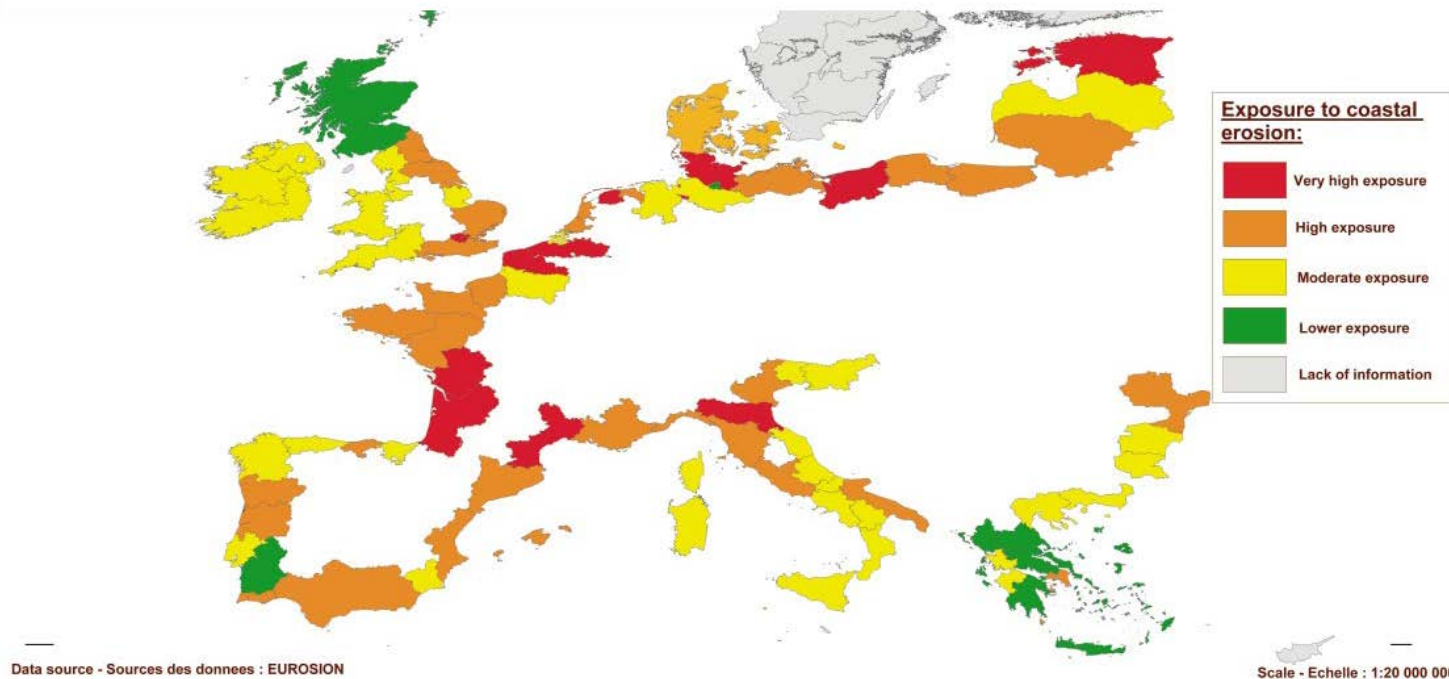 Exposure to coastal
erosion:
Very high exposure
High exposure
Moderate exposure
Lower exposure
Lack of information
Data source - Sources des donnees : EUROSION
Scale - Echelle : 1:20 000 000